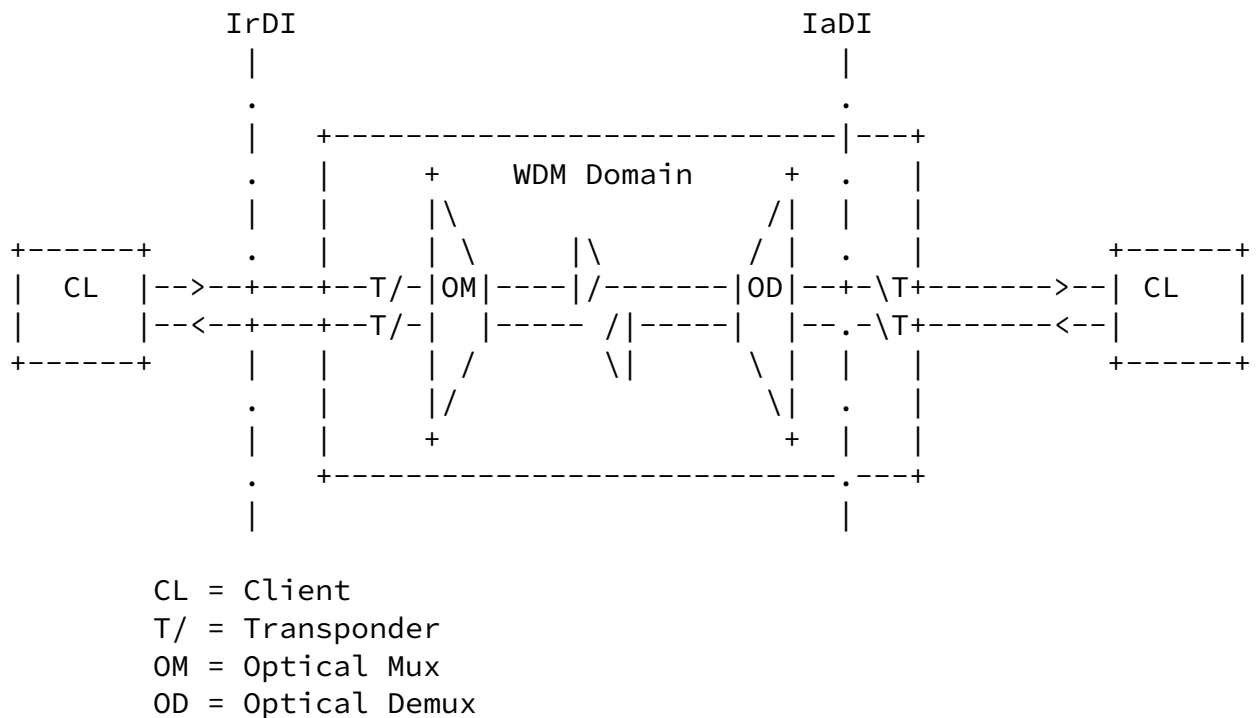 IrDI IaDI
WDM Domain
CL T/ OM OD \T CL
T/ \T
CL = Client
T/ = Transponder
OM = Optical Mux
OD = Optical Demux